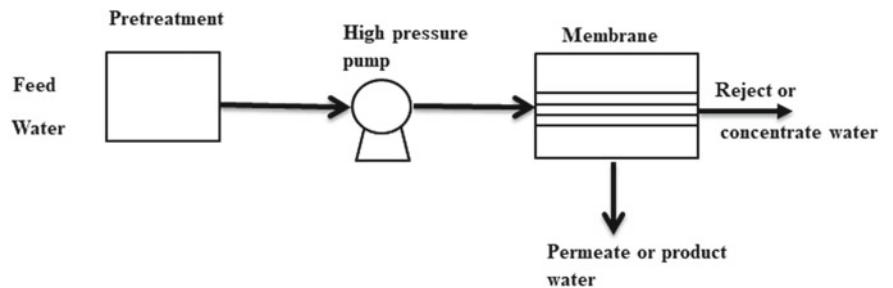 Pretreatment
Feed
Water
High pressure
pump
Membrane
Reject or
concentrate water
Permeate or product
water